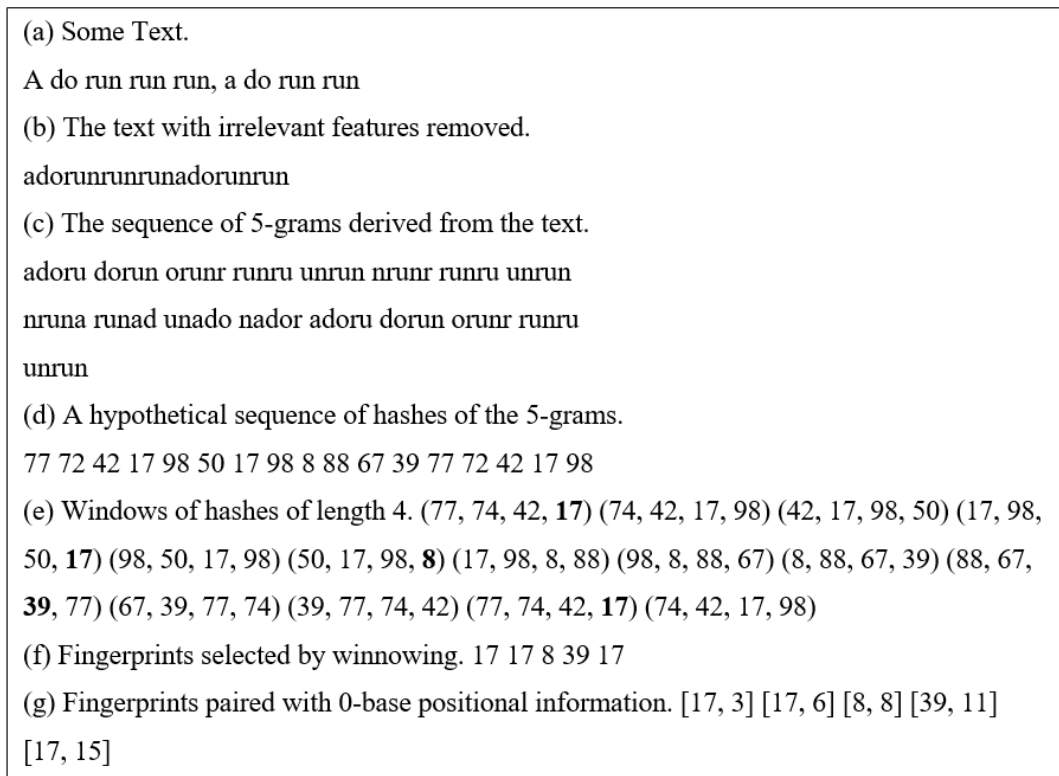 (a) Some Text.
A do run run run, a do run run
(b) The text with irrelevant features removed.
adorunrunrunadorunrun
(c) The sequence of 5-grams derived from the text.
adoru dorun orunr runru unrun nrunr runru unrun
nruna runad unado nador adoru dorun orunr runru
unrun
(d) A hypothetical sequence of hashes of the 5-grams.
77 72 42 17 98 50 17 98 8 88 67 39 77 72 42 17 98
(e) Windows of hashes of length 4. (77, 74, 42, 17) (74, 42, 17, 98) (42, 17, 98, 50) (17, 98,
50, 17) (98, 50, 17, 98) (50, 17, 98, 8) (17, 98, 8, 88) (98, 8, 88, 67) (8, 88, 67, 39) (88, 67,
39, 77) (67, 39, 77, 74) (39, 77, 74, 42) (77, 74, 42, 17) (74, 42, 17, 98)
(f) Fingerprints selected by winnowing. 17 17 8 39 17
(g) Fingerprints paired with 0-base positional information. [17, 3] [17, 6] [8, 8] [39, 11]
[17, 15]